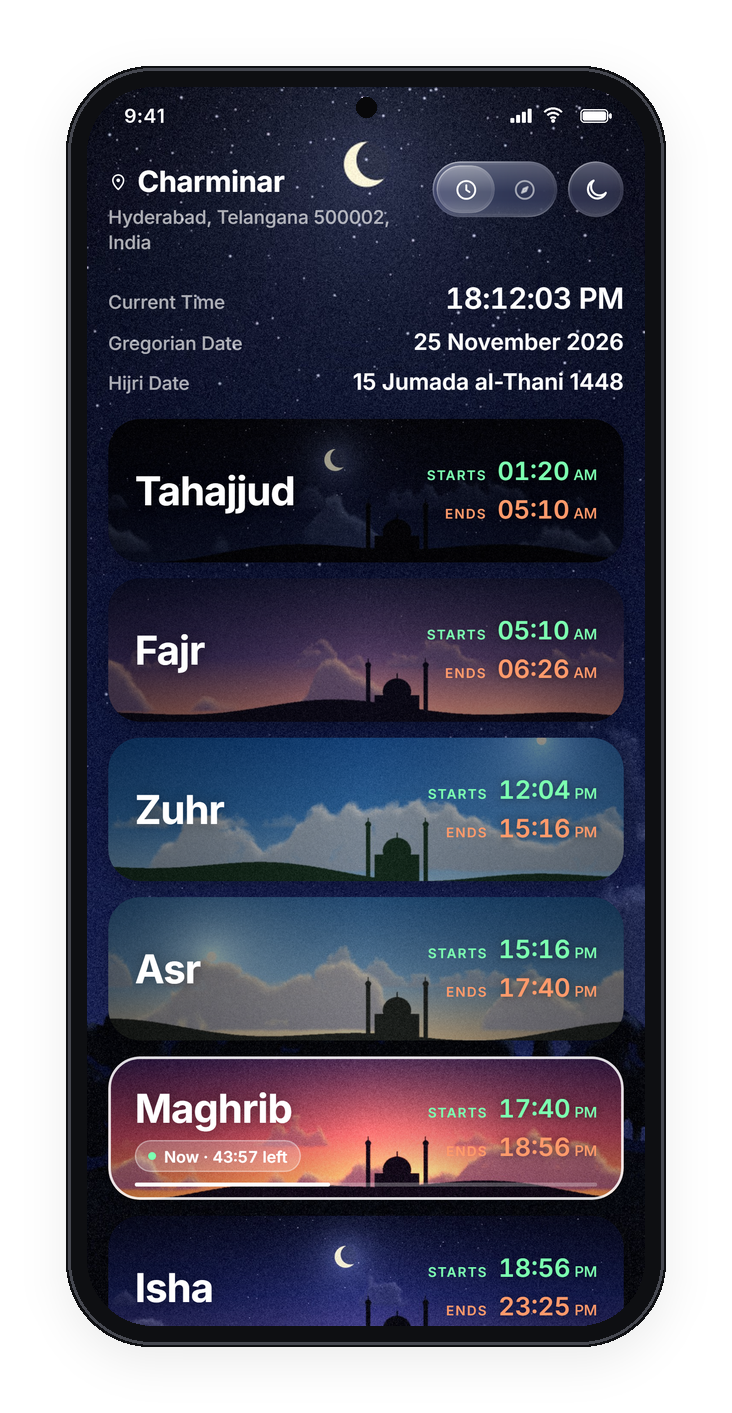 9:41
Charminar
Hyderabad, Telangana 500002,
India
Current Time 18:12:03 PM
Gregorian Date 25 November 2026
Hijri Date 15 Jumada al-Thani 1448
Tahajjud
STARTS 01:20 AM
ENDS 05:10 AM
Fajr
STARTS 05:10 AM
ENDS 06:26 AM
Zuhr
STARTS 12:04 PM
ENDS 15:16 PM
Asr
STARTS 15:16 PM
ENDS 17:40 PM
Maghrib
Now · 43:57 left
STARTS 17:40 PM
ENDS 18:56 PM
Isha
STARTS 18:56 PM
ENDS 23:25 PM